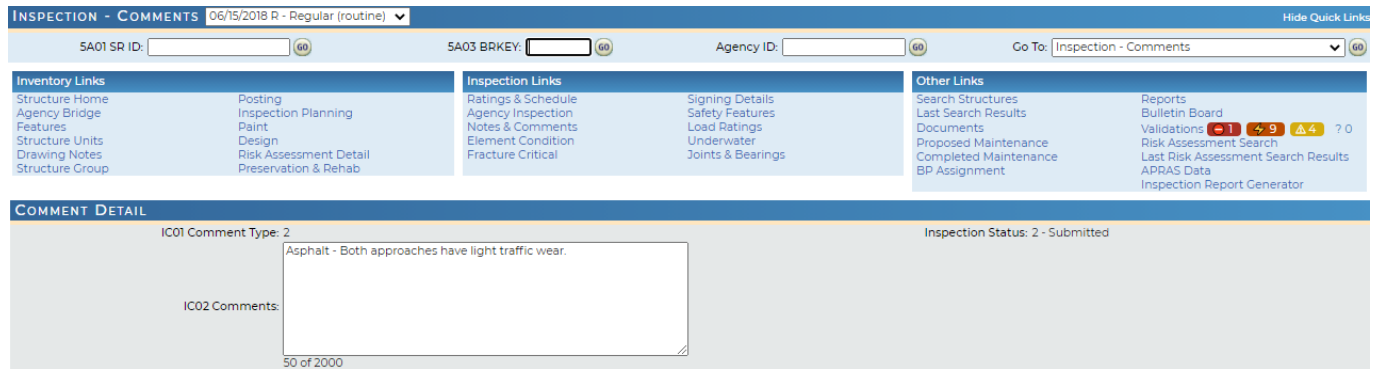 INSPECTION - COMMENTS 06/15/2018 R - Regular (routine) Hide Quick Links
5A01 SR ID: GO 5A03 BRKEY: GO Agency ID: GO Go To: Inspection - Comments GO
Inventory Links Inspection Links Other Links
Structure Home Posting Ratings & Schedule Signing Details Search Structures Reports
Agency Bridge Inspection Planning Agency Inspection Safety Features Last Search Results Bulletin Board
Features Paint Notes & Comments Load Ratings Documents Validations 1 9 4 ? 0
Structure Units Design Element Condition Underwater Proposed Maintenance Risk Assessment Search
Drawing Notes Risk Assessment Detail Fracture Critical Joints & Bearings Completed Maintenance Last Risk Assessment Search Results
Structure Group Preservation & Rehab BP Assignment APRAS Data
Inspection Report Generator
COMMENT DETAIL
IC01 Comment Type: 2 Inspection Status: 2 - Submitted
Asphalt - Both approaches have light traffic wear.
IC02 Comments:
50 of 2000